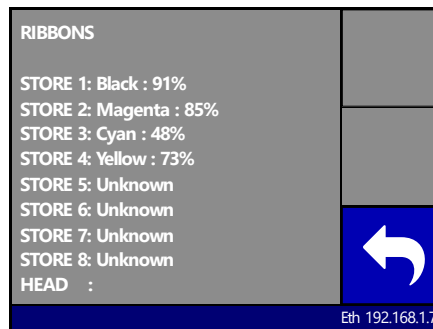 RIBBONS
STORE 1: Black : 91%
STORE 2: Magenta : 85%
STORE 3: Cyan : 48%
STORE 4: Yellow : 73%
STORE 5: Unknown
STORE 6: Unknown
STORE 7: Unknown
STORE 8: Unknown
HEAD :
Eth 192.168.1.7